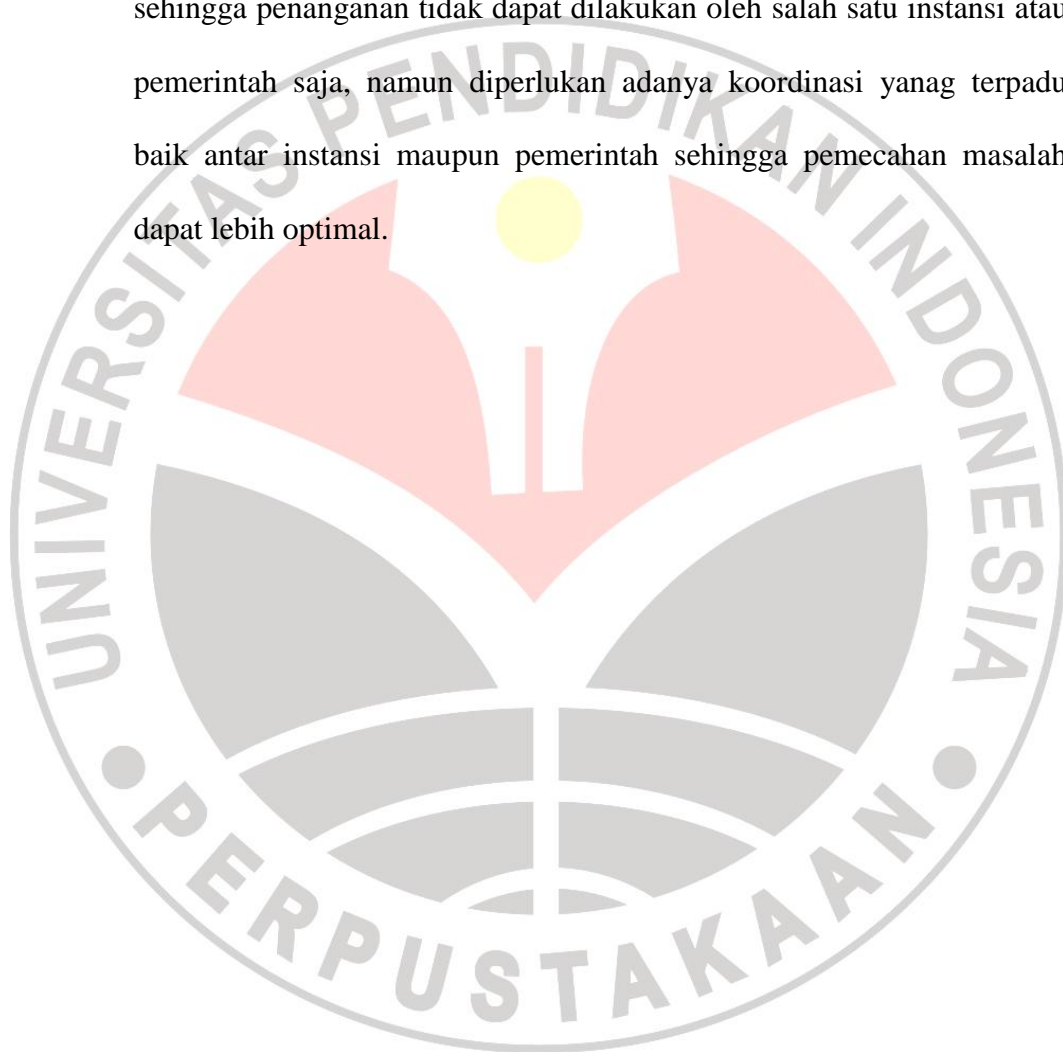 sehingga penanganan tidak dapat dilakukan oleh salah satu instansi atau
pemerintah saja, namun diperlukan adanya koordinasi yanag terpadu
baik antar instansi maupun pemerintah sehingga pemecahan masalah
dapat lebih optimal.
UNIVERSITAS PENDIDIKAN INDONESIA
PERPUSTAKAAN